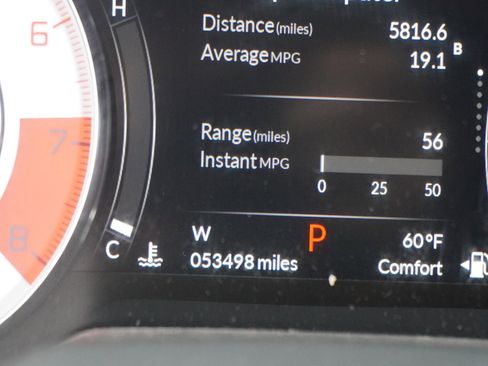 6
H
Distance (miles) 5816.6
B
Average MPG 19.1
7
Range (miles) 56
Instant MPG
0 25 50
8
C
W P 60°F
053498 miles Comfort